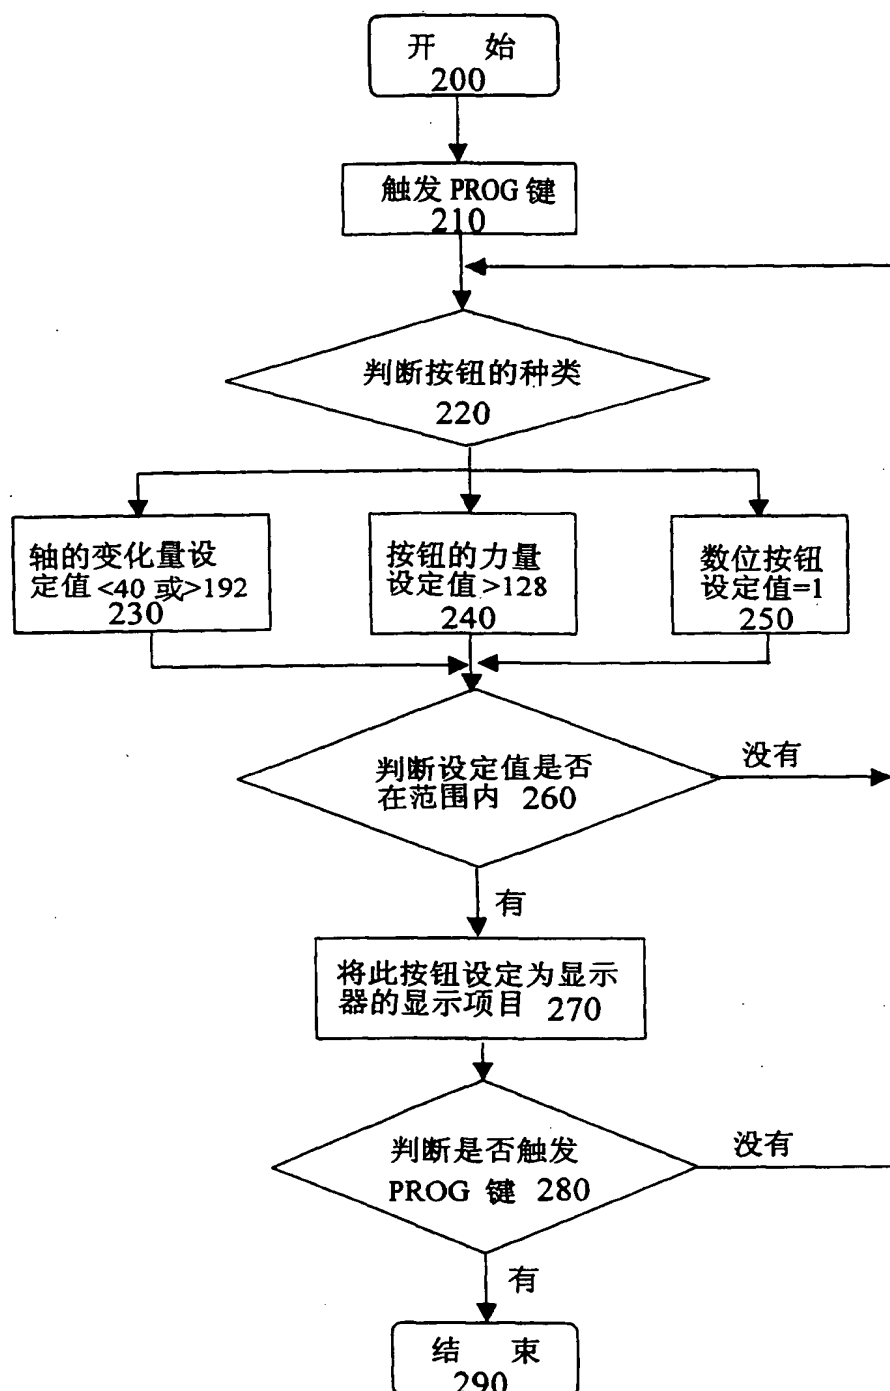 开 始
200
触发 PROG 键
210
判断按钮的种类
220
轴的变化量设
定值<40 或>192
230
按钮的力量
设定值>128
240
数位按钮
设定值=1
250
判断设定值是否
在范围内 260
没有
有
将此按钮设定为显示
器的显示项目 270
判断是否触发
PROG 键 280
没有
有
结 束
290